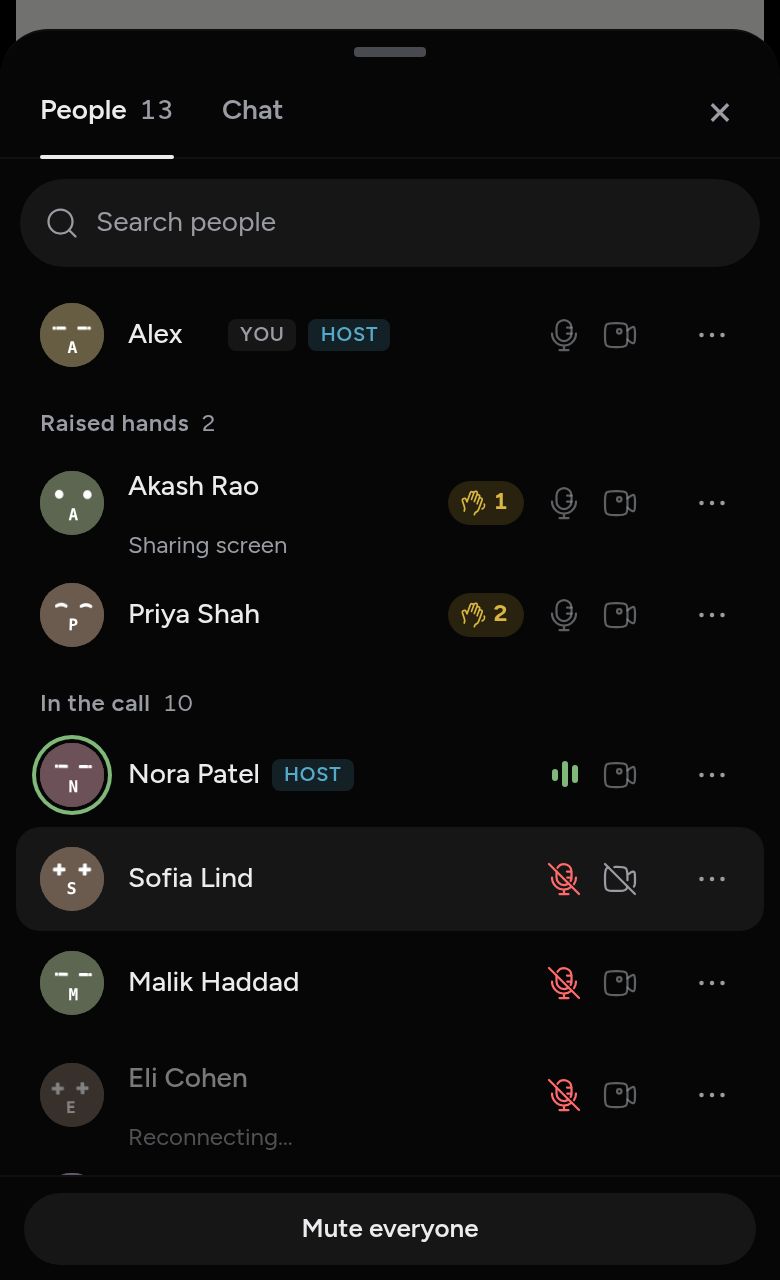 People 13 Chat
Search people
A Alex YOU HOST
Raised hands 2
A Akash Rao 1
Sharing screen
P Priya Shah 2
In the call 10
N Nora Patel HOST
S Sofia Lind
M Malik Haddad
E Eli Cohen
Reconnecting...
Mute everyone